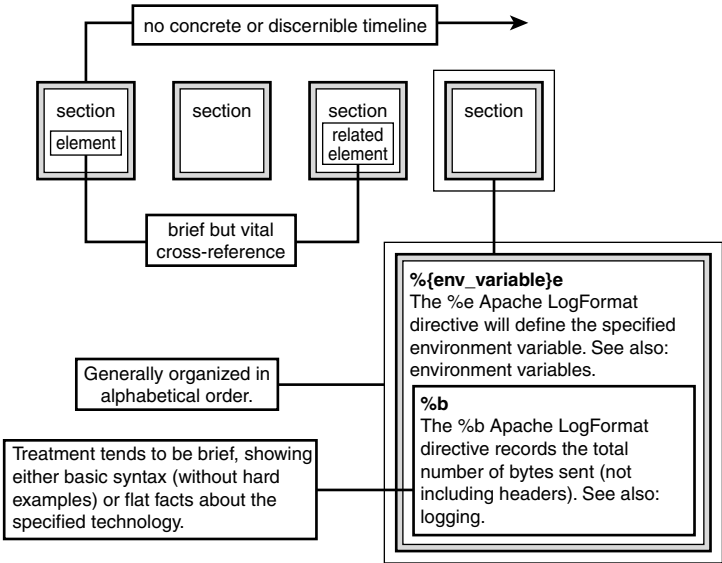 no concrete or discernible timeline
section
element
section
section
related
element
section
brief but vital
cross-reference
%{env_variable}e
The %e Apache LogFormat
directive will define the specified
environment variable. See also:
environment variables.
Generally organized in
alphabetical order.
%b
The %b Apache LogFormat
directive records the total
number of bytes sent (not
including headers). See also:
logging.
Treatment tends to be brief, showing
either basic syntax (without hard
examples) or flat facts about the
specified technology.